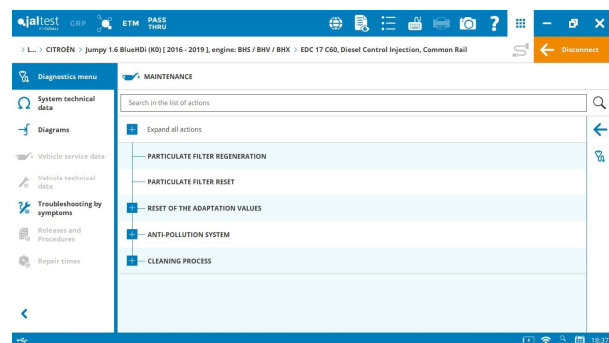 jaltest
GRP
ETM
PASS
THRU
> L... > CITROËN > Jumpy 1.6 BlueHDi (K0) [ 2016 - 2019 ], engine: BHS / BHV / BHX > EDC 17 C60, Diesel Control Injection, Common Rail
Disconnect
Diagnostics menu
MAINTENANCE
System technical
data
Search in the list of actions
Diagrams
Expand all actions
Vehicle service data
PARTICULATE FILTER REGENERATION
Vehicle technical
data
PARTICULATE FILTER RESET
Troubleshooting by
symptoms
RESET OF THE ADAPTATION VALUES
Releases and
Procedures
ANTI-POLLUTION SYSTEM
Repair times
CLEANING PROCESS
18:37